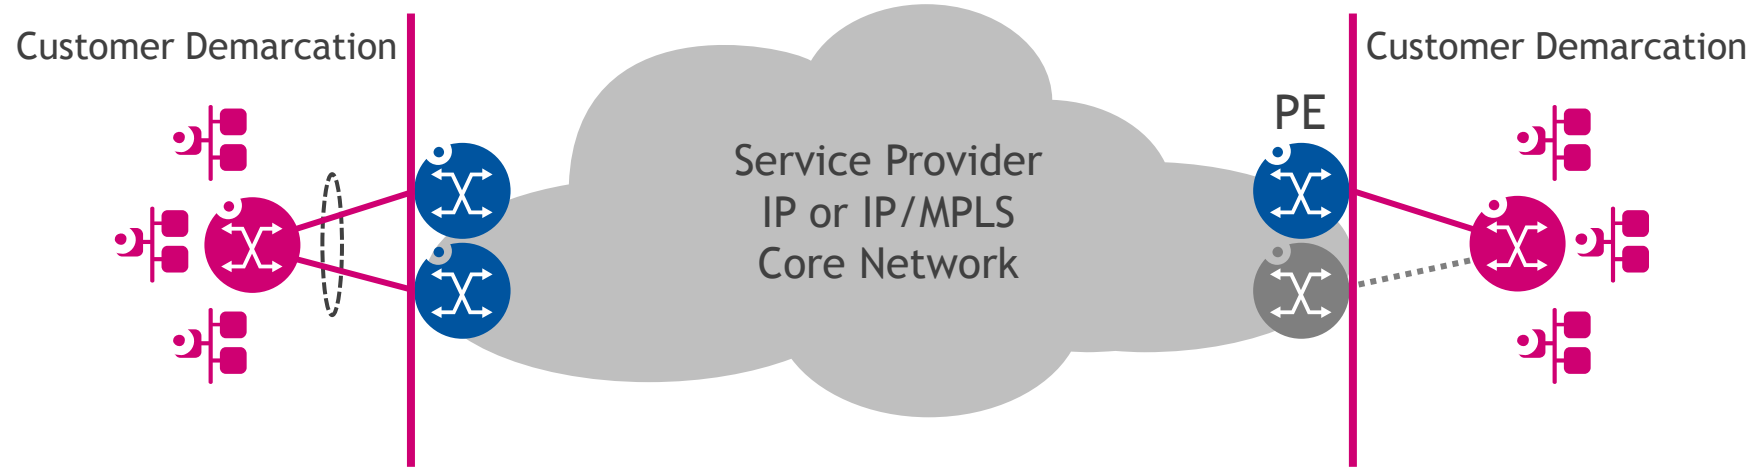 Customer Demarcation
Customer Demarcation
PE
Service Provider
IP or IP/MPLS
Core Network